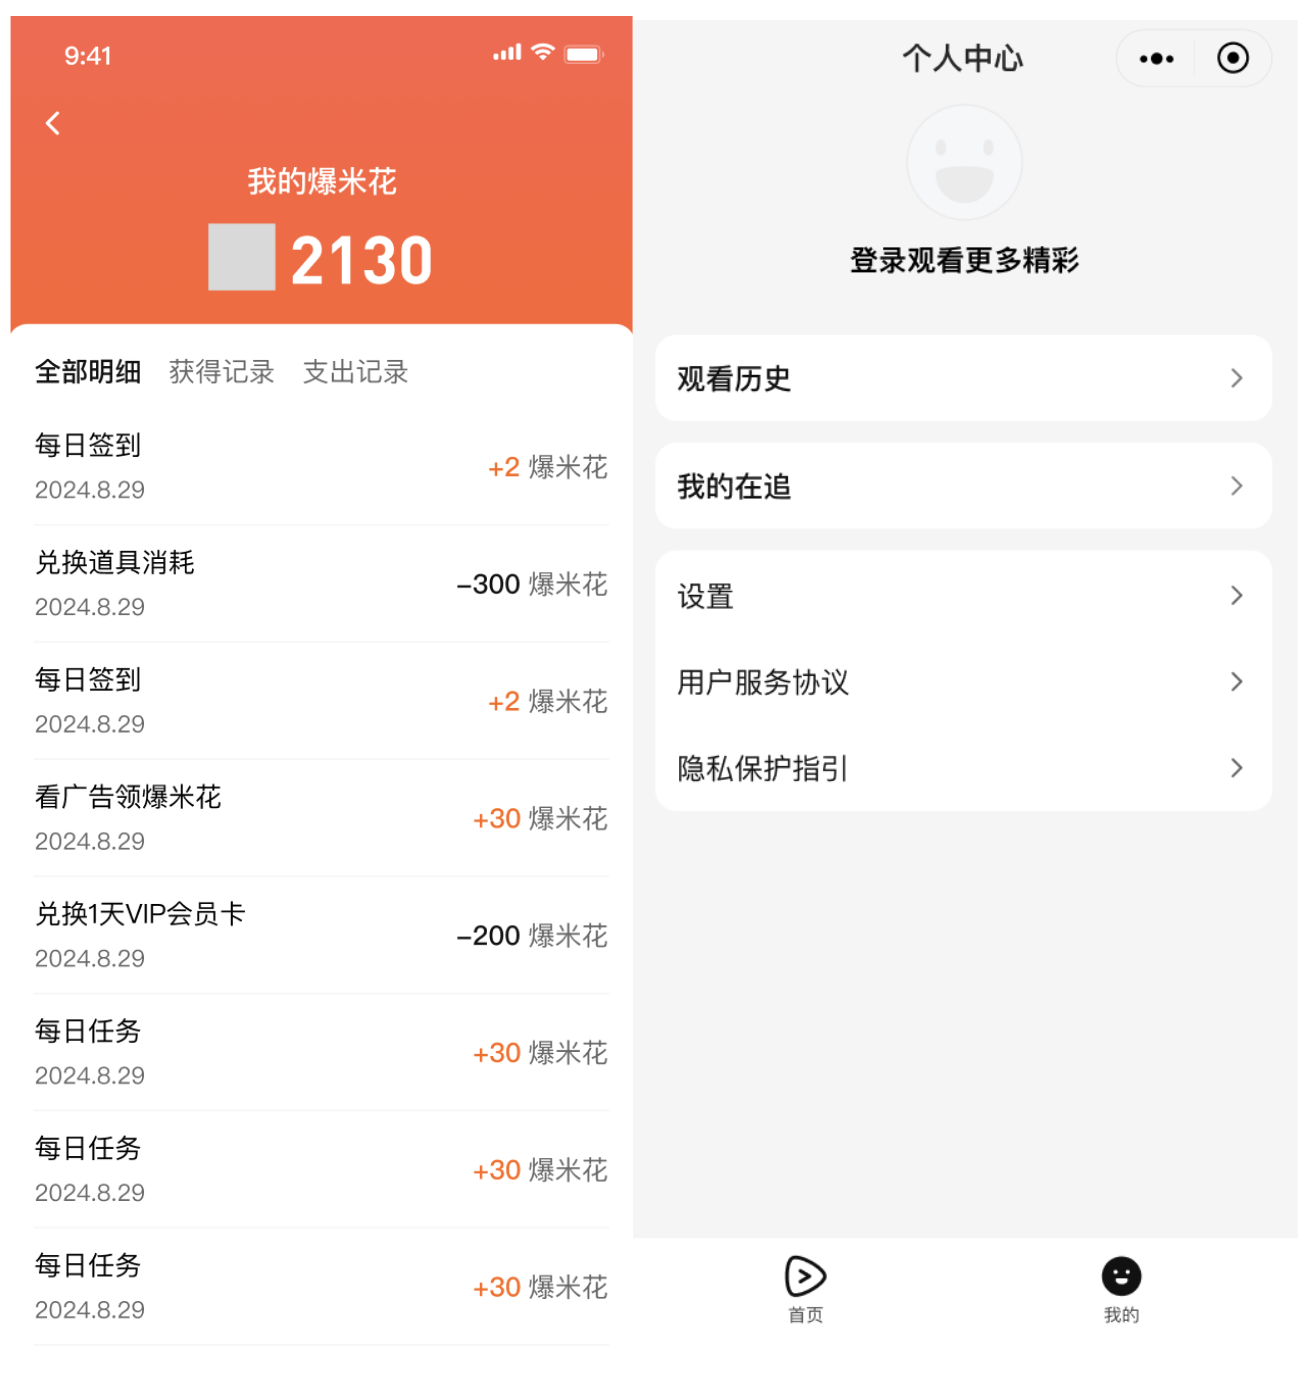 9:41
我的爆米花
2130
全部明细 获得记录 支出记录
每日签到
2024.8.29
+2 爆米花
兑换道具消耗
2024.8.29
–300 爆米花
每日签到
2024.8.29
+2 爆米花
看广告领爆米花
2024.8.29
+30 爆米花
兑换1天VIP会员卡
2024.8.29
–200 爆米花
每日任务
2024.8.29
+30 爆米花
每日任务
2024.8.29
+30 爆米花
每日任务
2024.8.29
+30 爆米花
个人中心
登录观看更多精彩
观看历史
我的在追
设置
用户服务协议
隐私保护指引
首页
我的